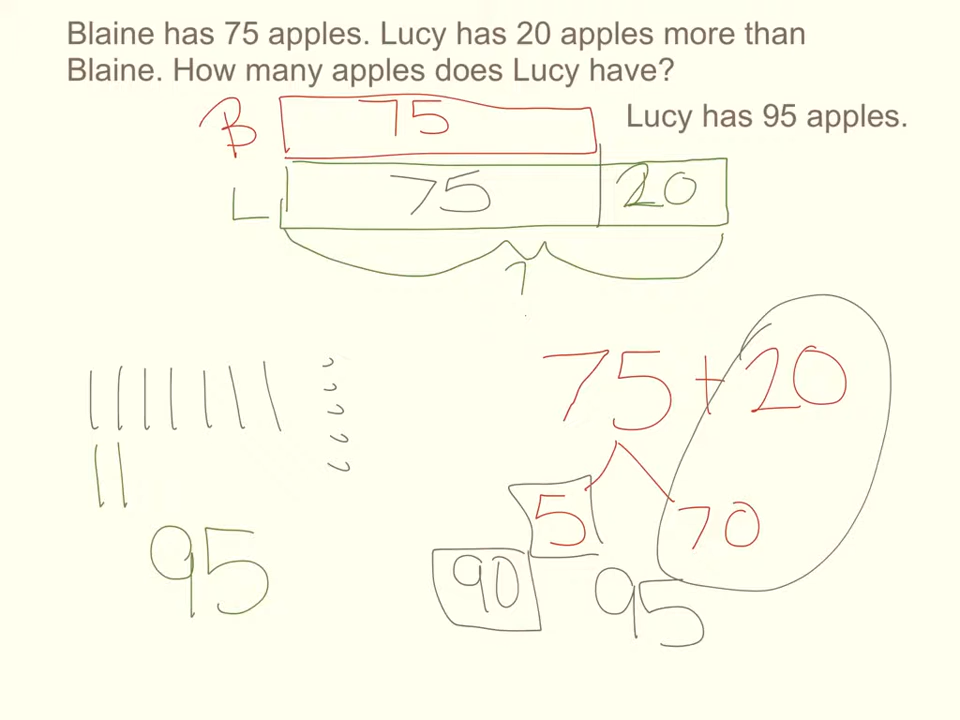 Blaine has 75 apples. Lucy has 20 apples more than
Blaine. How many apples does Lucy have?
Lucy has 95 apples.
B 75
L 75 20
?
75 + 20
5 70
90 95
95